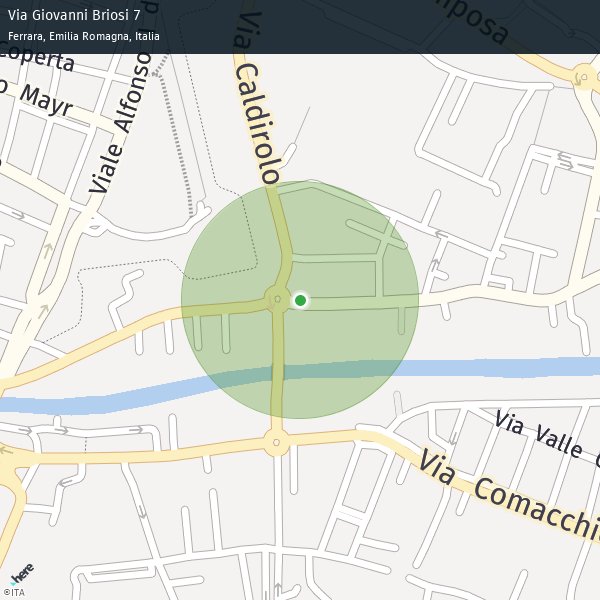 Via Giovanni Briosi 7
Ferrara, Emilia Romagna, Italia
Coperta
Mayr
Viale Alfonso
Via Caldirolo
Via Valle
Via Comacchi
here
©ITA